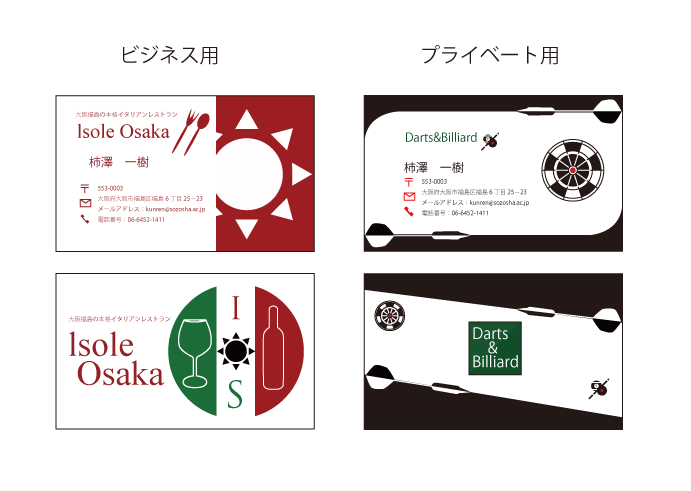 ビジネス用
プライベート用
大阪福島の本格イタリアンレストラン
Isole Osaka
柿澤 一樹
〒 553-0003
大阪府大阪市福島区福島6丁目25-23
メールアドレス：kunren@sozosha.ac.jp
電話番号：06-6452-1411
Darts&Billiard
柿澤 一樹
〒 553-0003
大阪府大阪市福島区福島6丁目25-23
メールアドレス：kunren@sozosha.ac.jp
電話番号：06-6452-1411
大阪福島の本格イタリアンレストラン
Isole
Osaka
I
S
Darts
&
Billiard